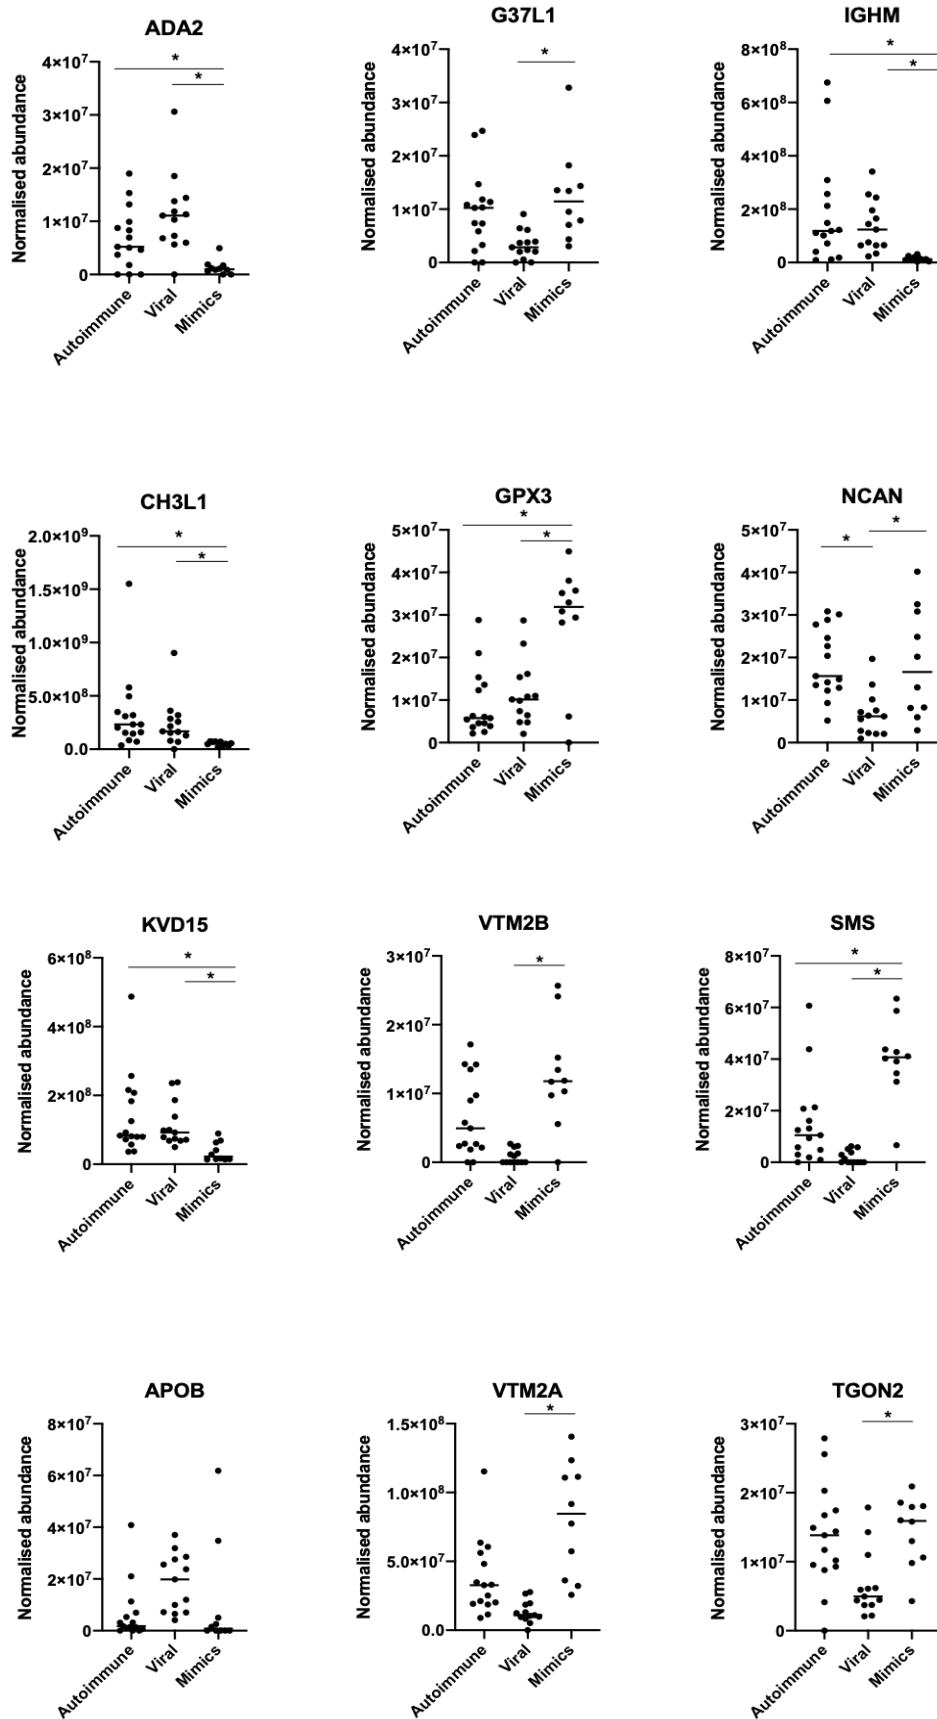 ADA2
Normalised abundance
4×10⁷
3×10⁷
2×10⁷
1×10⁷
0
*
*
Autoimmune
Viral
Mimics
G37L1
Normalised abundance
4×10⁷
3×10⁷
2×10⁷
1×10⁷
0
*
Autoimmune
Viral
Mimics
IGHM
Normalised abundance
8×10⁸
6×10⁸
4×10⁸
2×10⁸
0
*
*
Autoimmune
Viral
Mimics
CH3L1
Normalised abundance
2.0×10⁹
1.5×10⁹
1.0×10⁹
5.0×10⁸
0.0
*
*
Autoimmune
Viral
Mimics
GPX3
Normalised abundance
5×10⁷
4×10⁷
3×10⁷
2×10⁷
1×10⁷
0
*
*
Autoimmune
Viral
Mimics
NCAN
Normalised abundance
5×10⁷
4×10⁷
3×10⁷
2×10⁷
1×10⁷
0
*
*
Autoimmune
Viral
Mimics
KVD15
Normalised abundance
6×10⁸
4×10⁸
2×10⁸
0
*
*
Autoimmune
Viral
Mimics
VTM2B
Normalised abundance
3×10⁷
2×10⁷
1×10⁷
0
*
Autoimmune
Viral
Mimics
SMS
Normalised abundance
8×10⁷
6×10⁷
4×10⁷
2×10⁷
0
*
*
Autoimmune
Viral
Mimics
APOB
Normalised abundance
8×10⁷
6×10⁷
4×10⁷
2×10⁷
0
Autoimmune
Viral
Mimics
VTM2A
Normalised abundance
1.5×10⁸
1.0×10⁸
5.0×10⁷
0.0
*
Autoimmune
Viral
Mimics
TGON2
Normalised abundance
3×10⁷
2×10⁷
1×10⁷
0
*
Autoimmune
Viral
Mimics